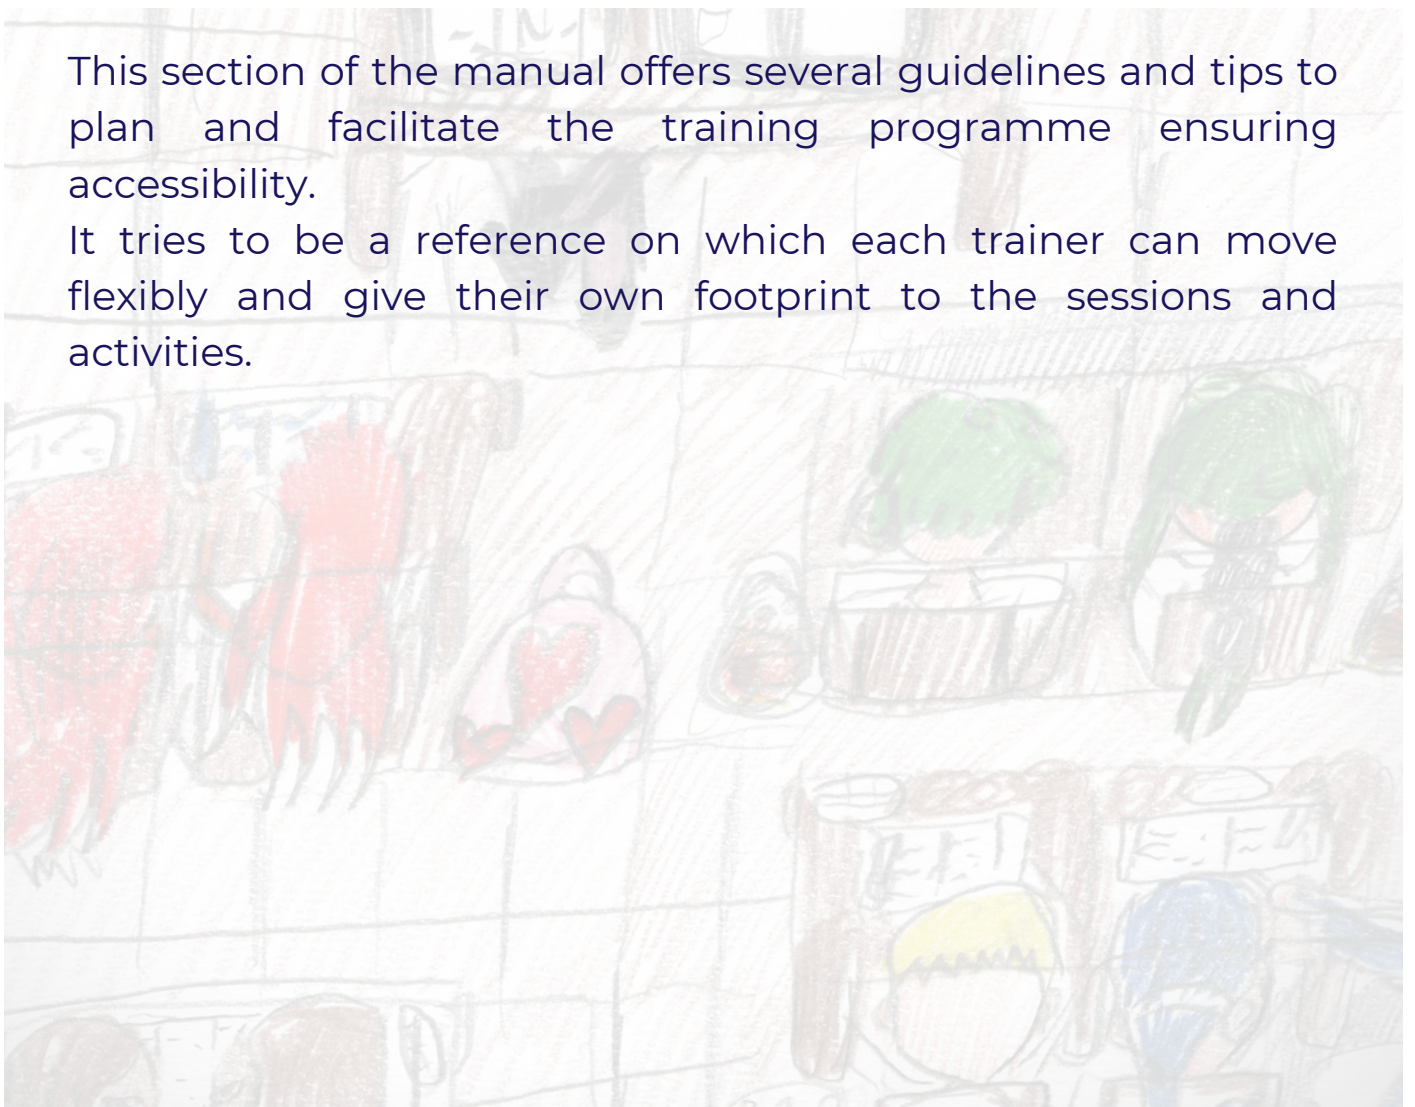 This section of the manual offers several guidelines and tips to
plan and facilitate the training programme ensuring
accessibility.
It tries to be a reference on which each trainer can move
flexibly and give their own footprint to the sessions and
activities.